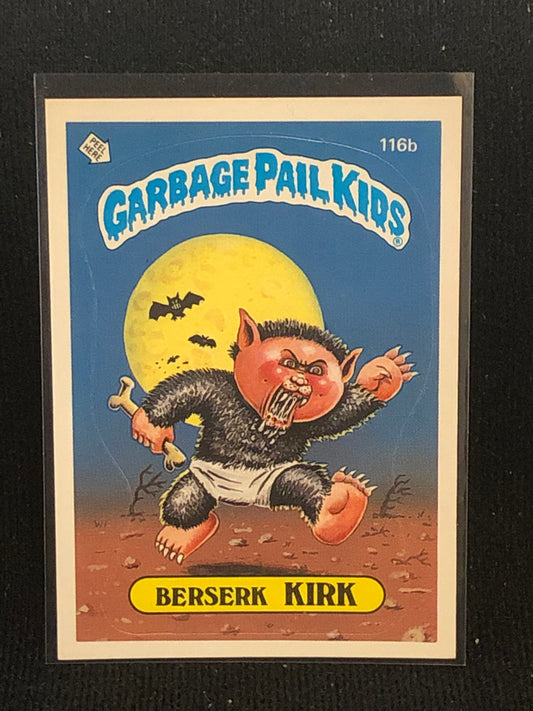 PEEL
HERE
116b
GARBAGE PAIL KIDS
®
BERSERK KIRK